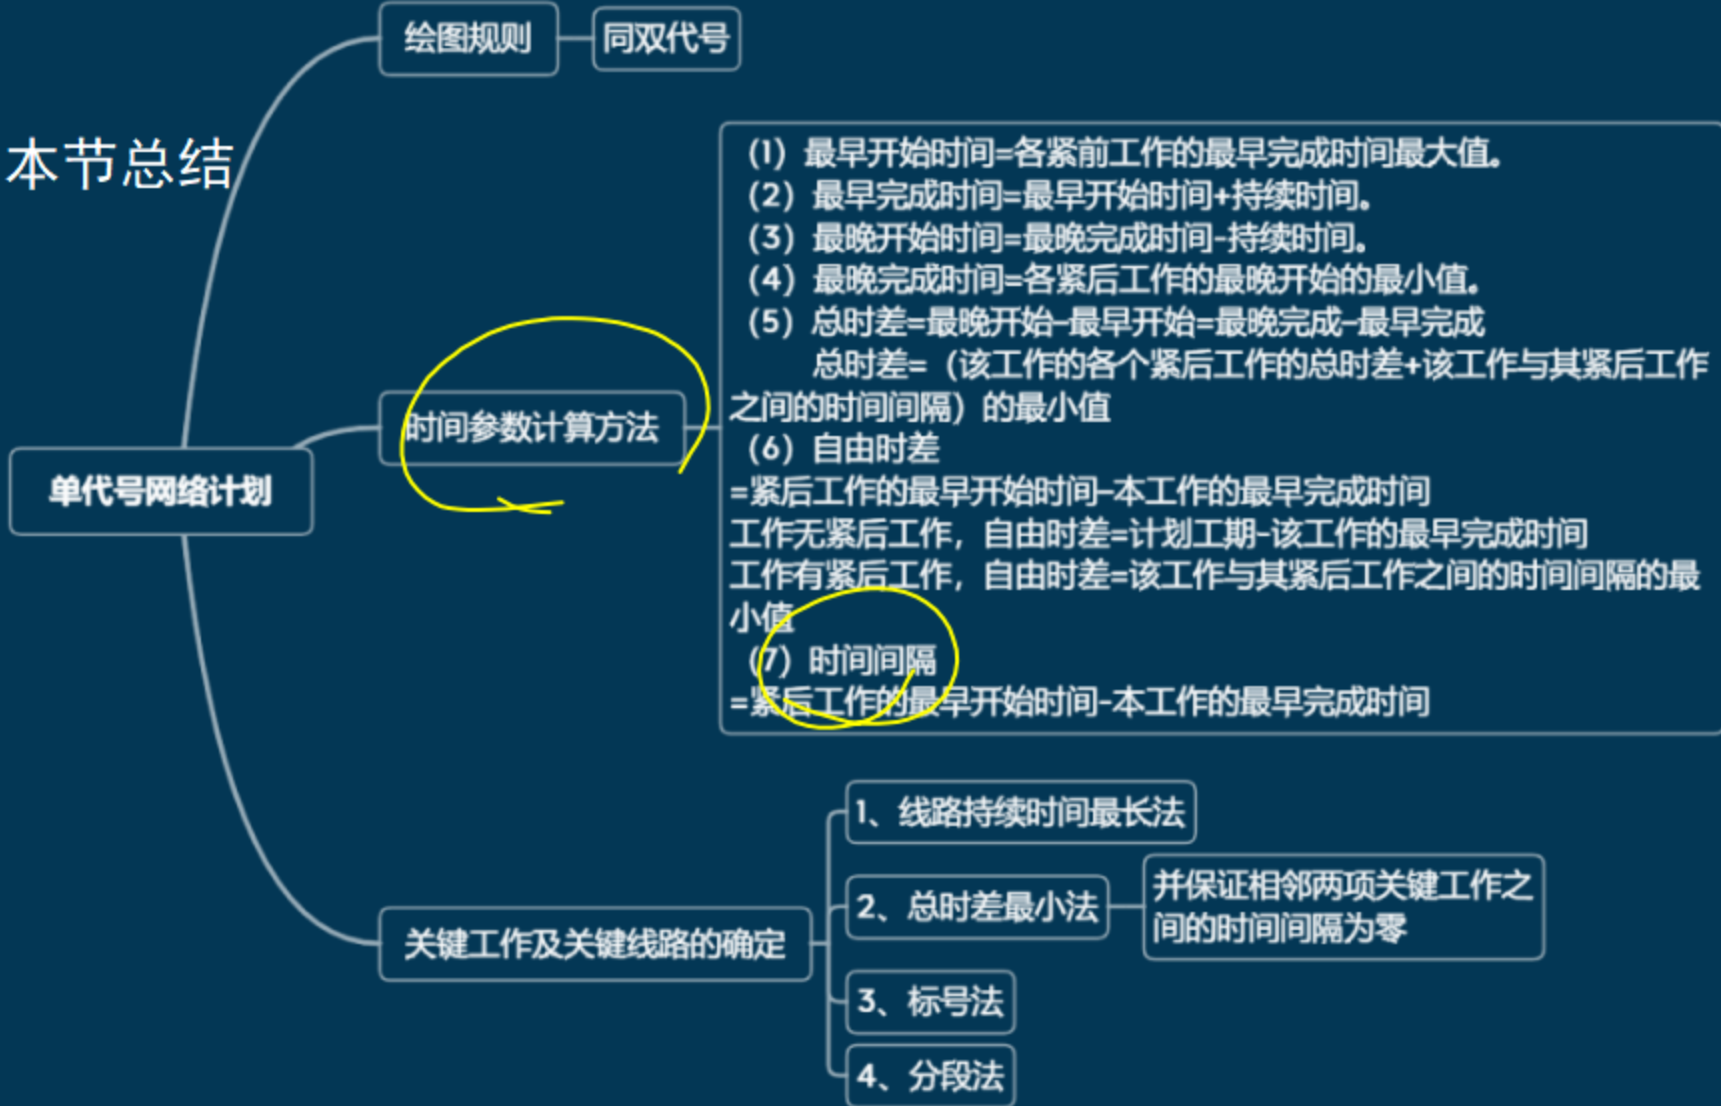 绘图规则
同双代号
本节总结
（1）最早开始时间=各紧前工作的最早完成时间最大值。
（2）最早完成时间=最早开始时间+持续时间。
（3）最晚开始时间=最晚完成时间-持续时间。
（4）最晚完成时间=各紧后工作的最晚开始的最小值。
（5）总时差=最晚开始-最早开始=最晚完成-最早完成
总时差=（该工作的各个紧后工作的总时差+该工作与其紧后工作
之间的时间间隔）的最小值
（6）自由时差
=紧后工作的最早开始时间-本工作的最早完成时间
工作无紧后工作，自由时差=计划工期-该工作的最早完成时间
工作有紧后工作，自由时差=该工作与其紧后工作之间的时间间隔的最
小值
（7）时间间隔
=紧后工作的最早开始时间-本工作的最早完成时间
时间参数计算方法
单代号网络计划
关键工作及关键线路的确定
1、线路持续时间最长法
2、总时差最小法
并保证相邻两项关键工作之
间的时间间隔为零
3、标号法
4、分段法